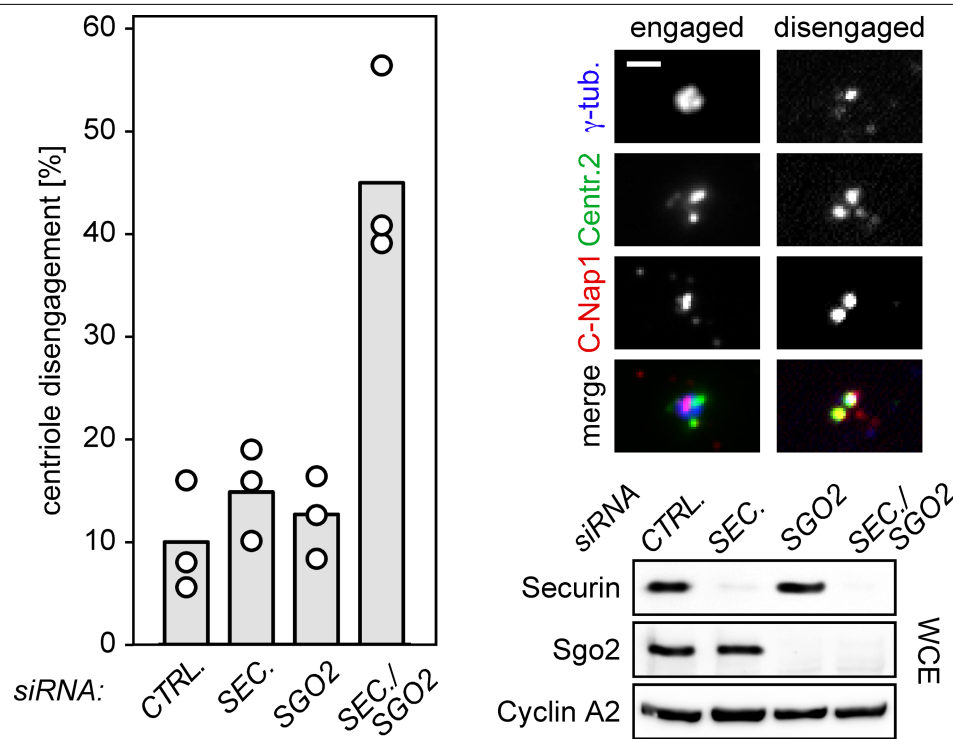 centriole disengagement [%]
60
50
40
30
20
10
0
siRNA:
CTRL.
SEC.
SGO2
SEC./
SGO2
engaged disengaged
γ-tub.
Centr.2
C-Nap1
merge
siRNA
CTRL.
SEC.
SGO2
SEC./
SGO2
Securin
Sgo2
Cyclin A2
WCE